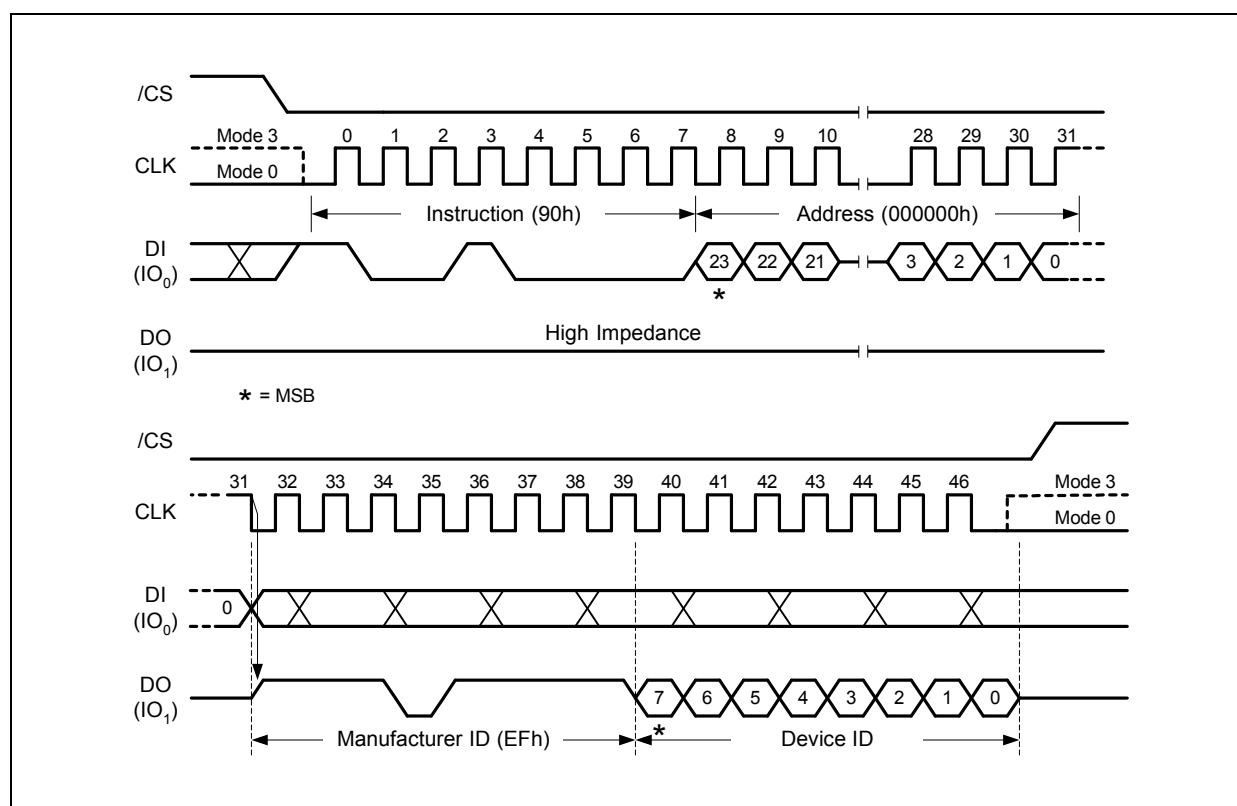 /CS
Mode 3 0 1 2 3 4 5 6 7 8 9 10 28 29 30 31
CLK
Mode 0
Instruction (90h) Address (000000h)
DI
(IO0)
23 22 21 3 2 1 0
*
High Impedance
DO
(IO1)
* = MSB
/CS
31 32 33 34 35 36 37 38 39 40 41 42 43 44 45 46 Mode 3
CLK
Mode 0
DI
(IO0)
0
DO
(IO1)
7 6 5 4 3 2 1 0
*
Manufacturer ID (EFh) Device ID